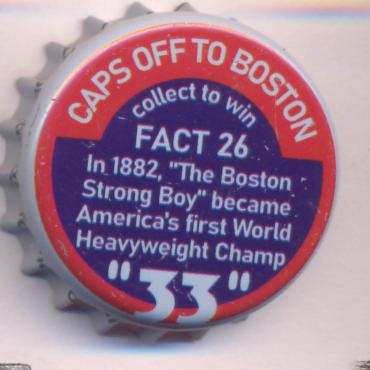 CAPS OFF TO BOSTON
collect to win
FACT 26
In 1882, "The Boston
Strong Boy" became
America's first World
Heavyweight Champ
"33"